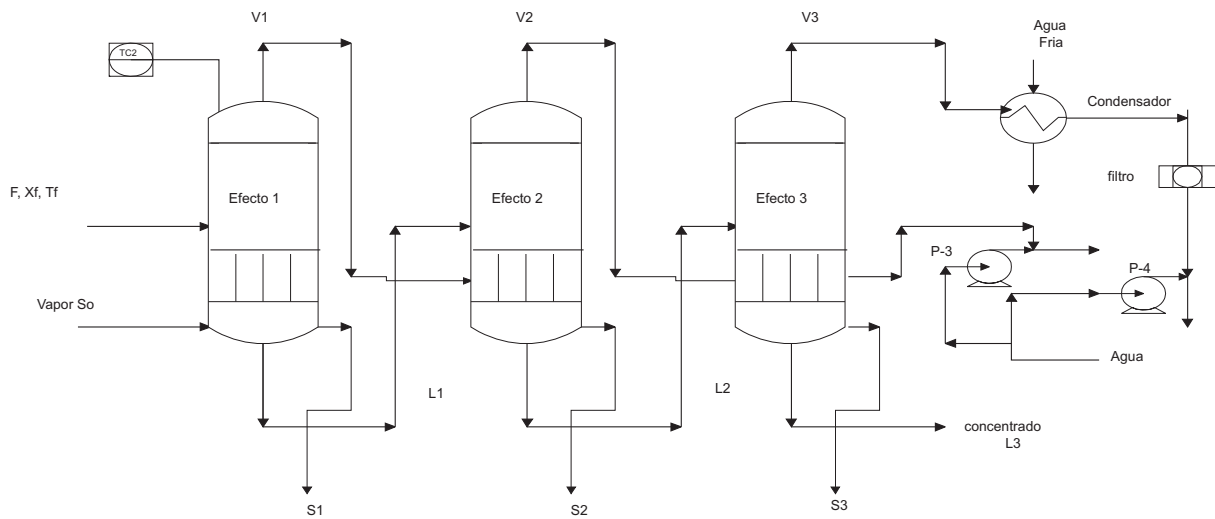 V1
V2
V3
Agua
Fria
TC2
Condensador
F, Xf, Tf
Efecto 1
Efecto 2
Efecto 3
filtro
P-3
P-4
Vapor So
Agua
L1
L2
concentrado
L3
S1
S2
S3